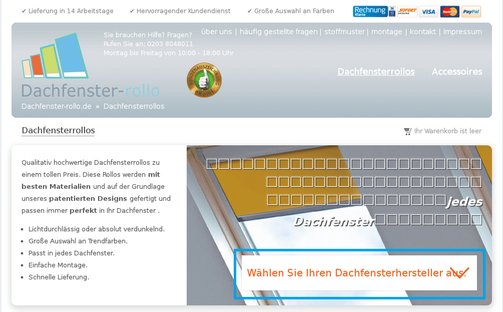 ✔ Lieferung in 14 Arbeitstage ✔ Hervorragender Kundendienst ✔ Große Auswahl an Farben
Rechnung Klarna SOFORT VISA PayPal
Sie brauchen Hilfe? Fragen?
Rufen Sie an: 0203 8048011
Montag bis Freitag von 10:00 - 18:00 Uhr
über uns | häufig gestellte fragen | stoffmuster | montage | kontakt | impressum
Dachfenster-rollo
Dachfensterrollos Accessoires
Dachfenster-rollo.de » Dachfensterrollos
Dachfensterrollos
Ihr Warenkorb ist leer
Qualitativ hochwertige Dachfensterrollos zu
einem tollen Preis. Diese Rollos werden mit
besten Materialien und auf der Grundlage
unseres patentierten Designs gefertigt und
passen immer perfekt in Ihr Dachfenster .
• Lichtdurchlässig oder absolut verdunkelnd.
• Große Auswahl an Trendfarben.
• Passt in jedes Dachfenster.
• Einfache Montage.
• Schnelle Lieferung.
jedes
Dachfenster
Wählen Sie Ihren Dachfensterhersteller aus: